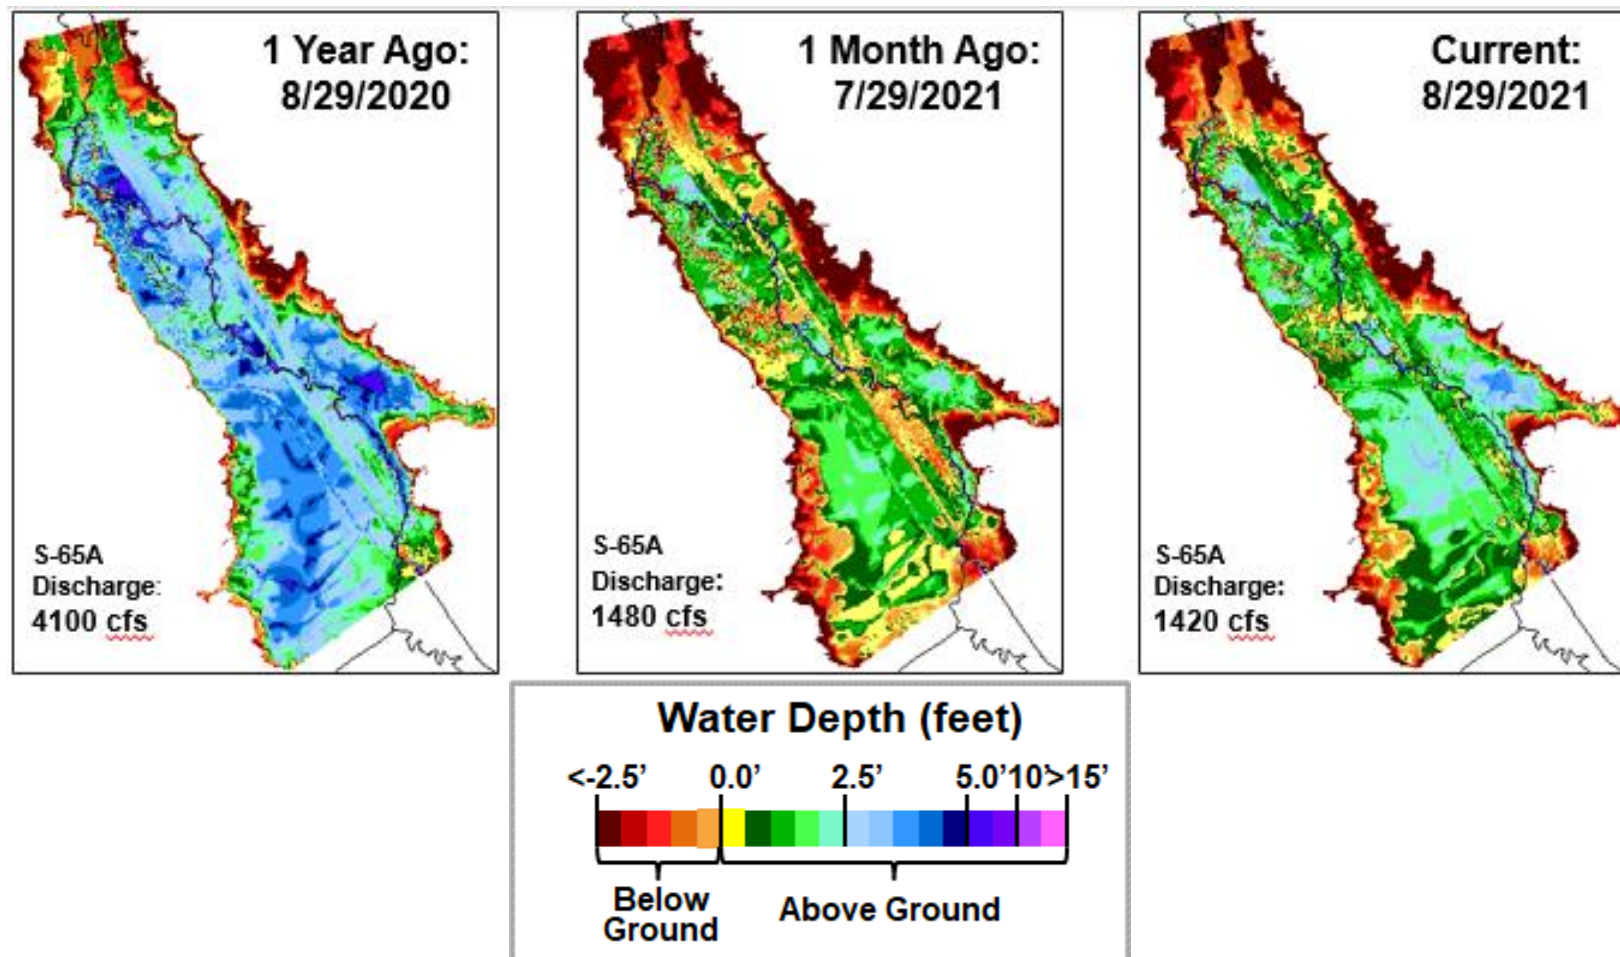 1 Year Ago:
8/29/2020
S-65A
Discharge:
4100 cfs
1 Month Ago:
7/29/2021
S-65A
Discharge:
1480 cfs
Current:
8/29/2021
S-65A
Discharge:
1420 cfs
Water Depth (feet)
<-2.5’ 0.0’ 2.5’ 5.0’10’>15’
Below
Ground
Above Ground